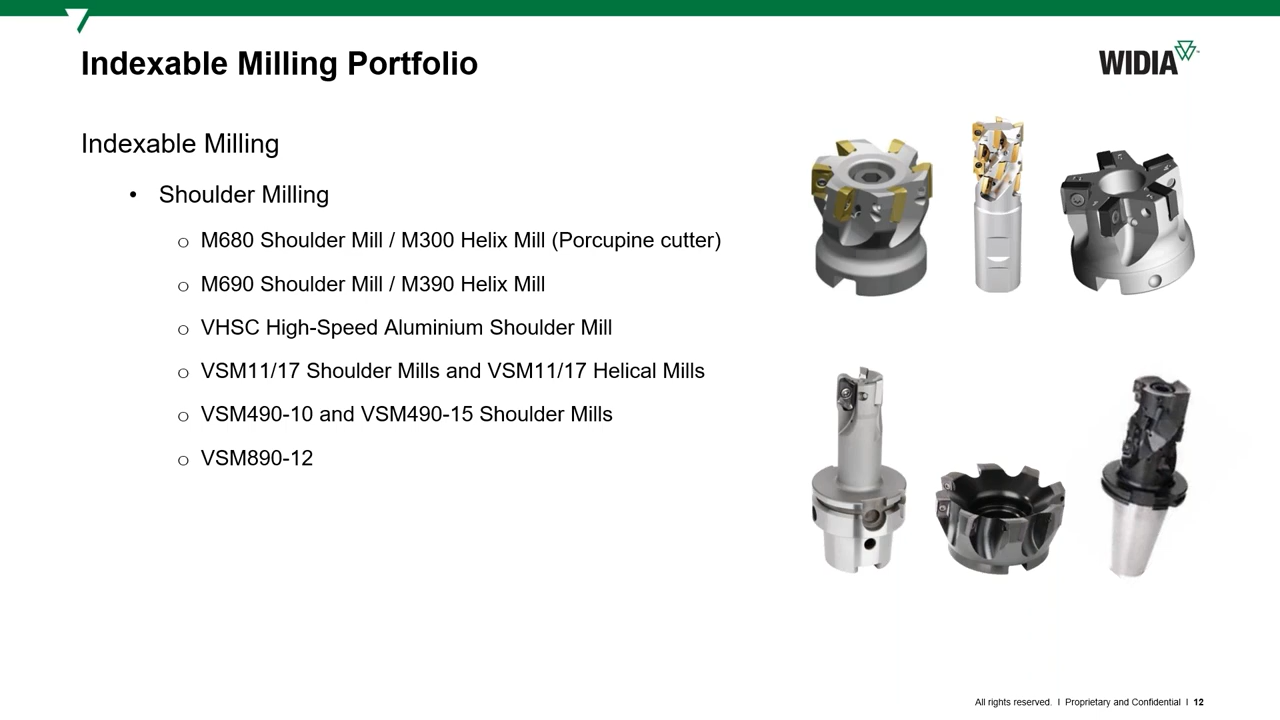 Indexable Milling Portfolio
WIDIA
Indexable Milling
• Shoulder Milling
o M680 Shoulder Mill / M300 Helix Mill (Porcupine cutter)
o M690 Shoulder Mill / M390 Helix Mill
o VHSC High-Speed Aluminium Shoulder Mill
o VSM11/17 Shoulder Mills and VSM11/17 Helical Mills
o VSM490-10 and VSM490-15 Shoulder Mills
o VSM890-12
All rights reserved. I Proprietary and Confidential I 12